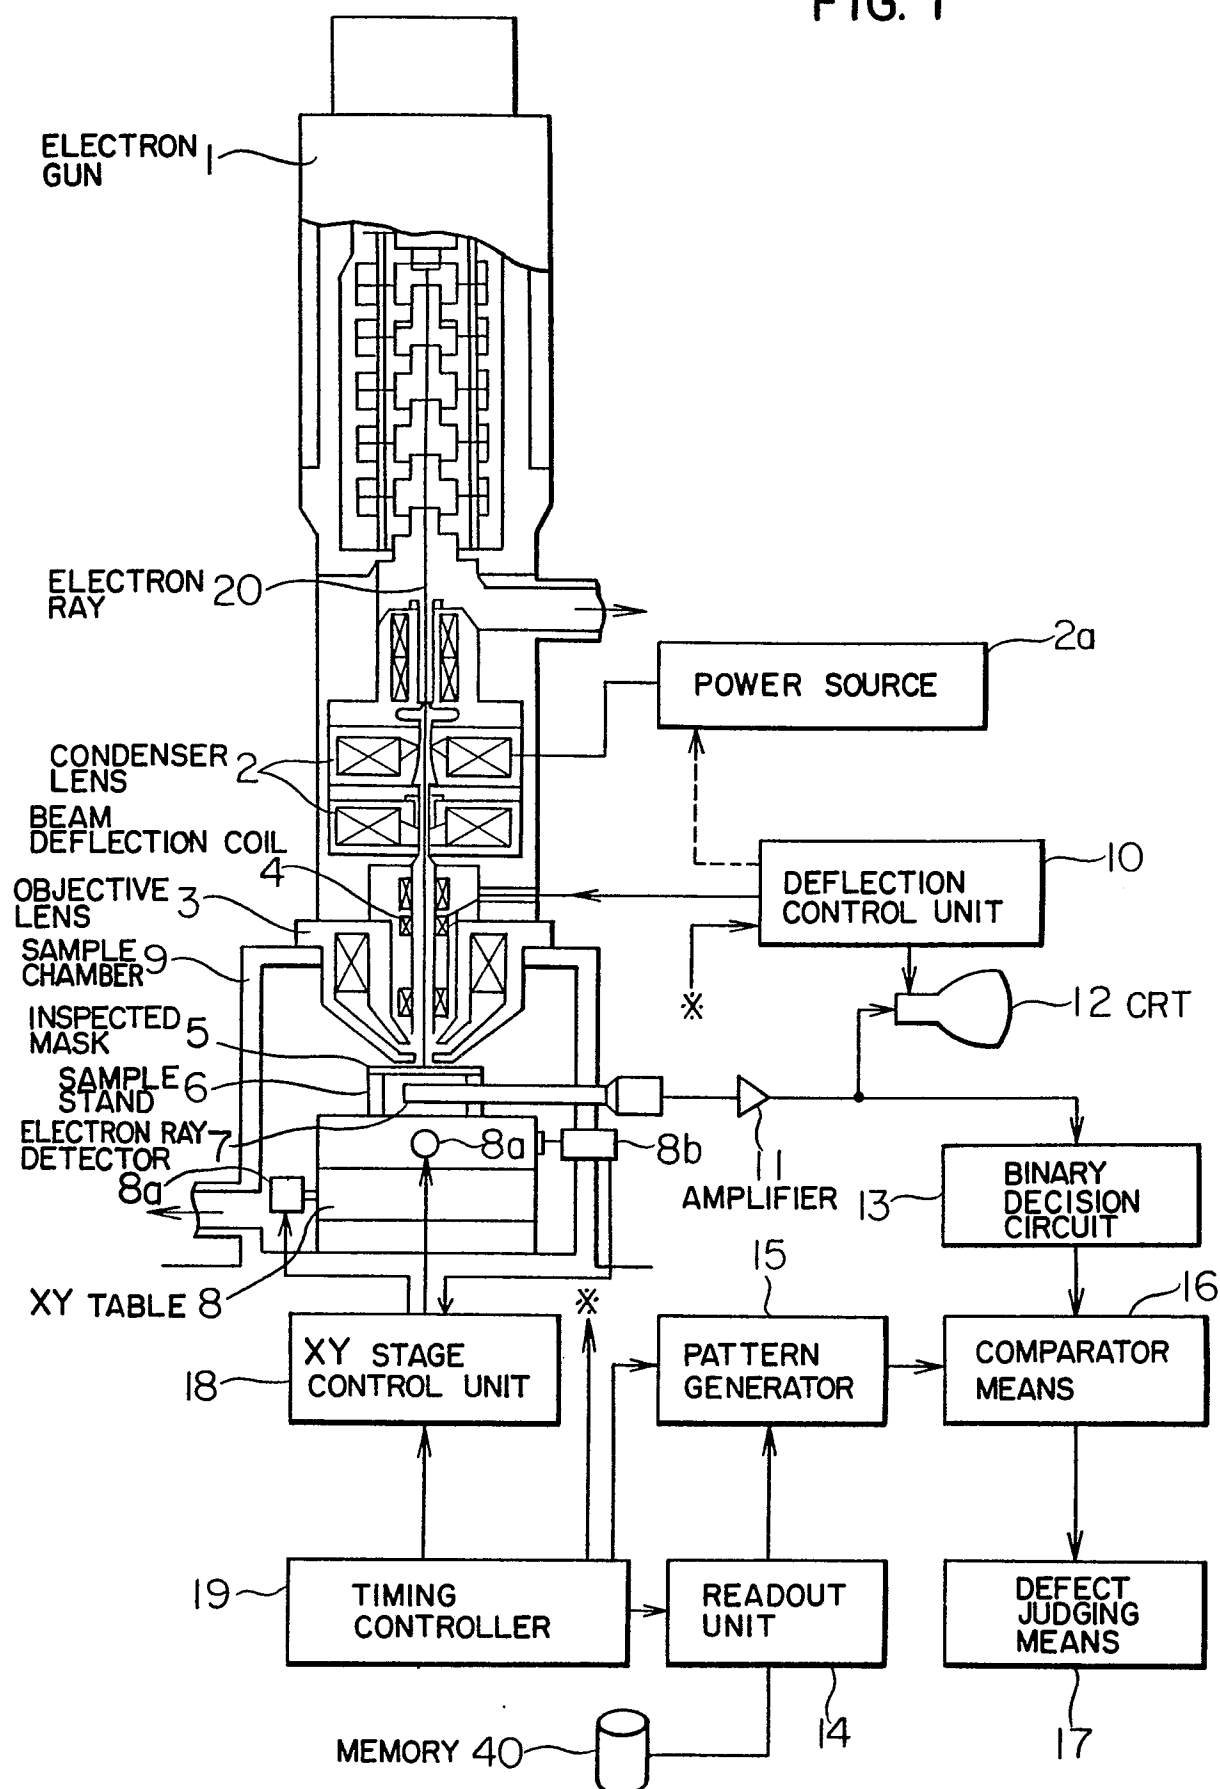 FIG. 1
ELECTRON 1
GUN
ELECTRON 20
RAY
2a
POWER SOURCE
CONDENSER 2
LENS
BEAM
DEFLECTION COIL
4
10
DEFLECTION
CONTROL UNIT
OBJECTIVE 3
LENS
SAMPLE 9
CHAMBER
※
12 CRT
INSPECTED 5
MASK
SAMPLE 6
STAND
ELECTRON RAY 7
DETECTOR
8a
8b
8a
11
AMPLIFIER
13
BINARY
DECISION
CIRCUIT
XY TABLE 8
※
15
16
XY STAGE
CONTROL UNIT
18
PATTERN
GENERATOR
COMPARATOR
MEANS
19
TIMING
CONTROLLER
READOUT
UNIT
DEFECT
JUDGING
MEANS
14
17
MEMORY 40